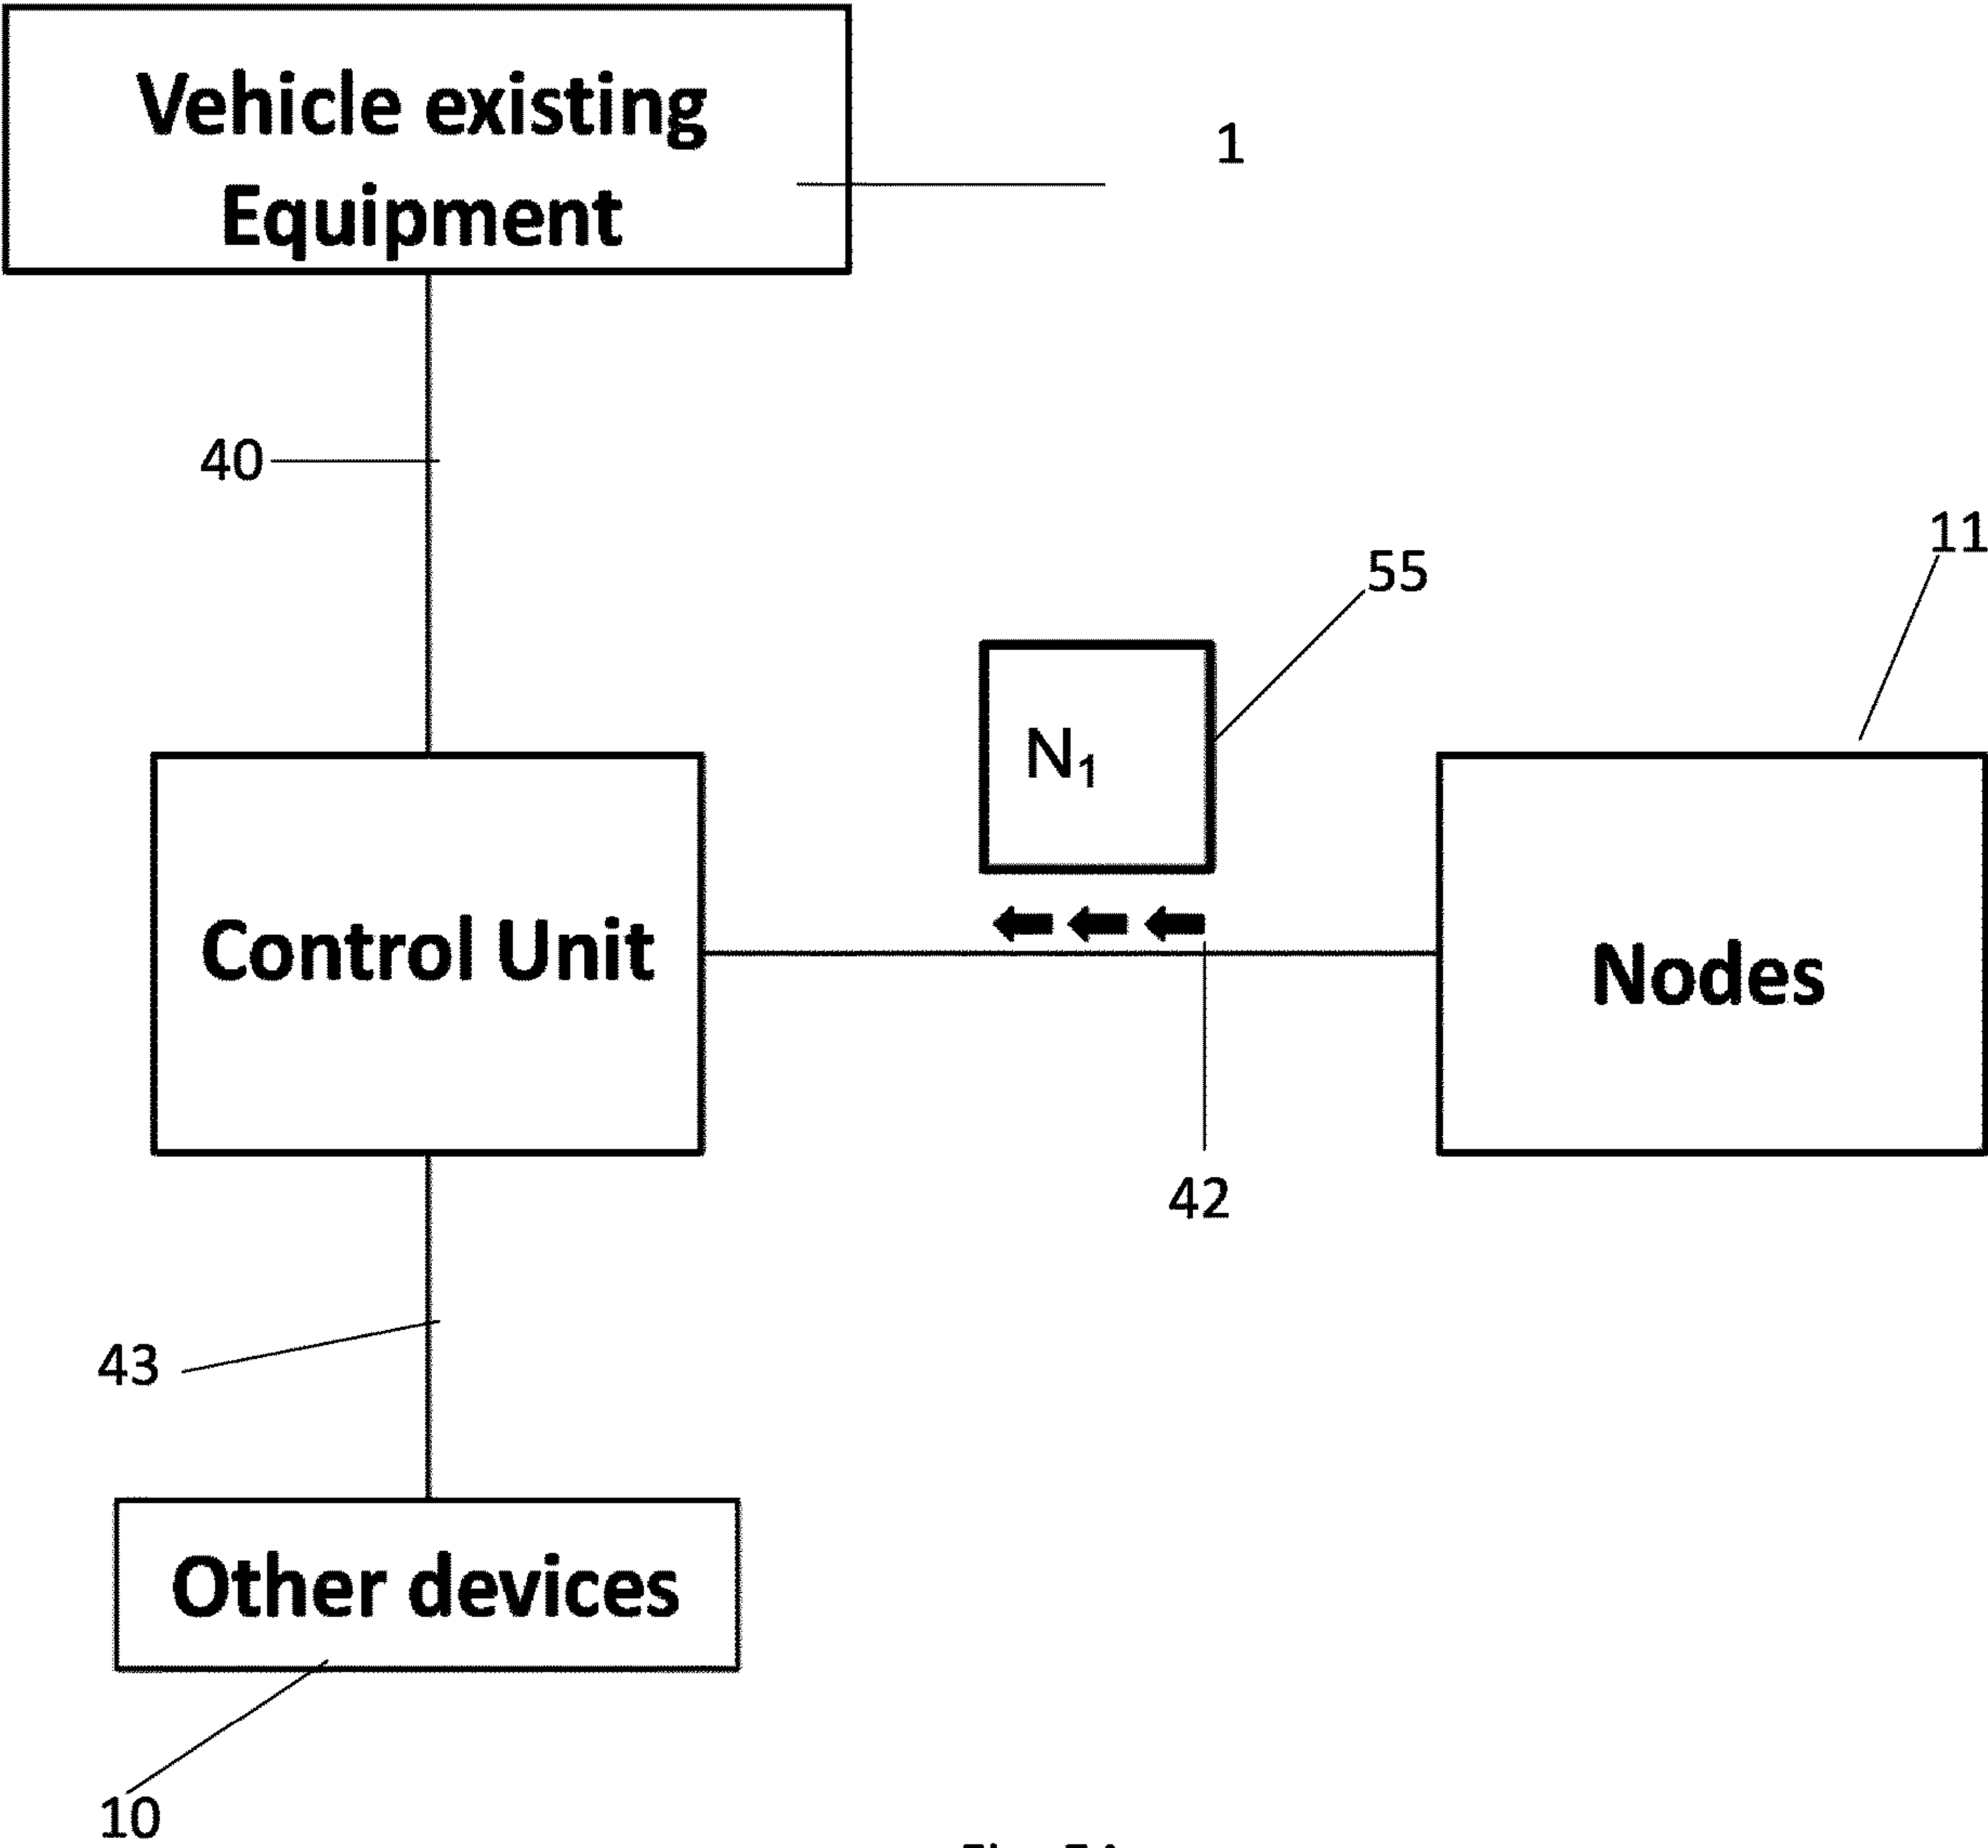 Vehicle existing
Equipment
1
40
11
55
N₁
Control Unit
Nodes
42
43
Other devices
10